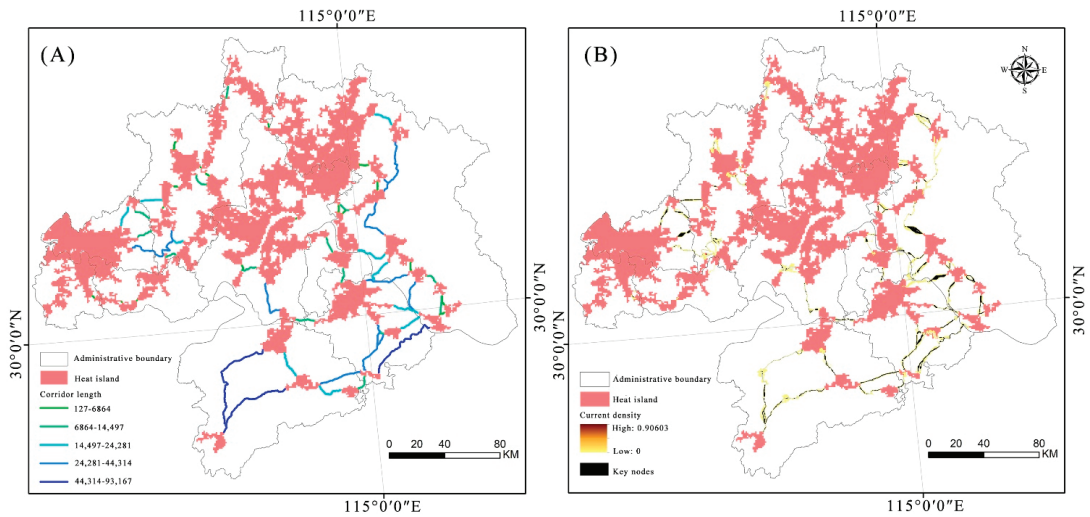 115°0′0″E
115°0′0″E
(A)
(B)
N
W
E
S
30°0′0″N
30°0′0″N
30°0′0″N
30°0′0″N
Administrative boundary
Heat island
Corridor length
127-6864
6864-14,497
14,497-24,281
24,281-44,314
44,314-93,167
0 20 40 80
KM
Administrative boundary
Heat island
Current density
High: 0.90603
Low: 0
Key nodes
0 20 40 80
KM
115°0′0″E
115°0′0″E